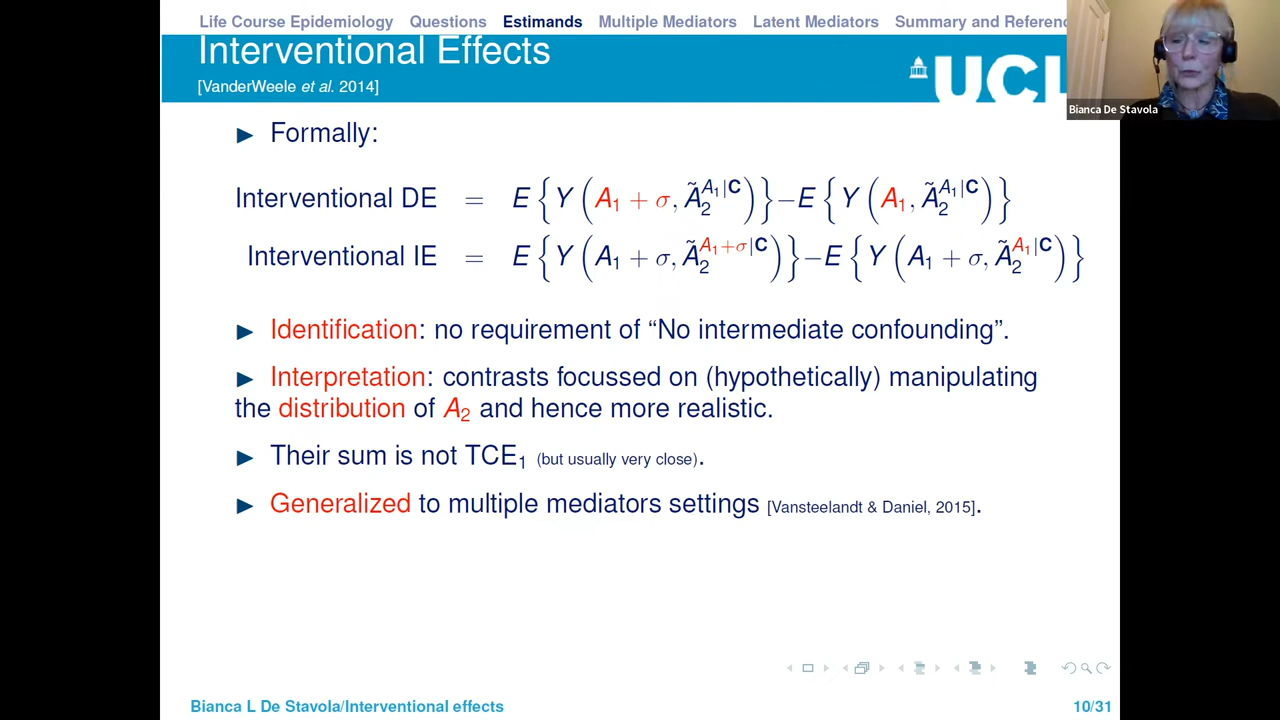 Life Course Epidemiology Questions Estimands Multiple Mediators Latent Mediators Summary and Referenc
Interventional Effects
[VanderWeele et al. 2014]
UCL
Bianca De Stavola
► Formally:
Interventional DE = E{Y(A₁ + σ, Ã₂^{A₁|C})}−E{Y(A₁, Ã₂^{A₁|C})}
Interventional IE = E{Y(A₁ + σ, Ã₂^{A₁+σ|C})}−E{Y(A₁ + σ, Ã₂^{A₁|C})}
► Identification: no requirement of “No intermediate confounding”.
► Interpretation: contrasts focussed on (hypothetically) manipulating
the distribution of A₂ and hence more realistic.
► Their sum is not TCE₁ (but usually very close).
► Generalized to multiple mediators settings [Vansteelandt & Daniel, 2015].
Bianca L De Stavola/Interventional effects 10/31